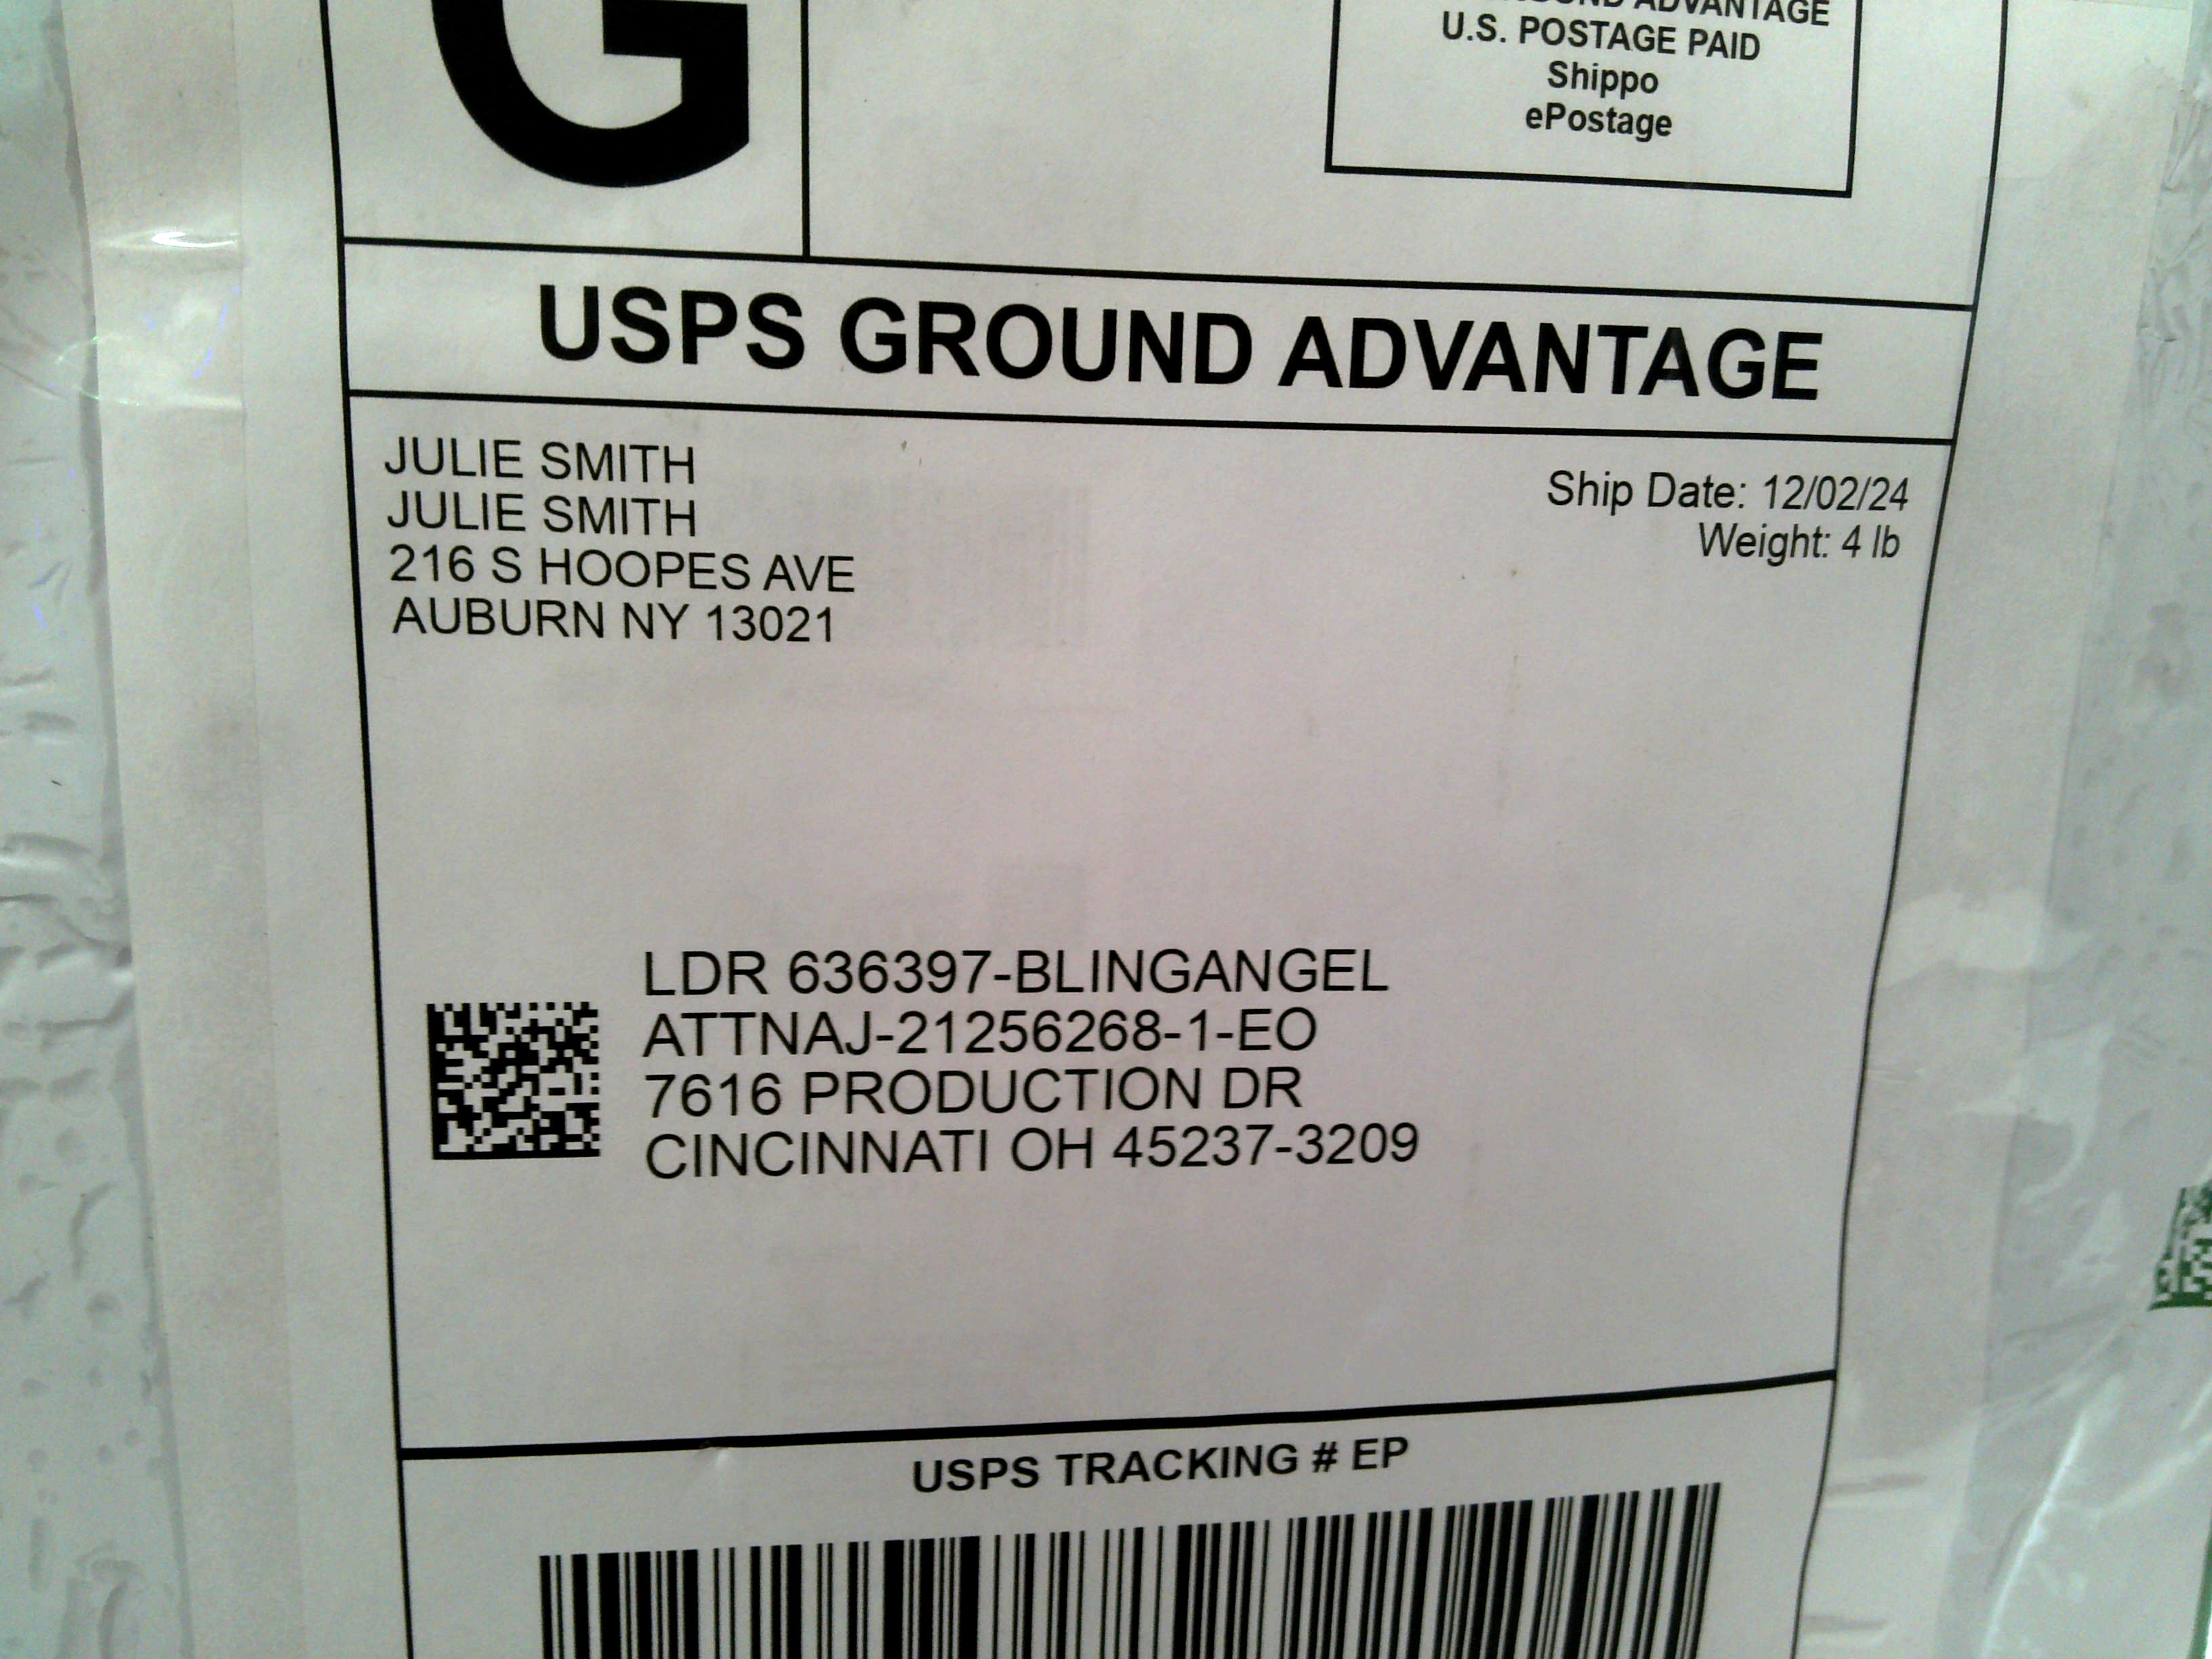 G
ADVANTAGE
U.S. POSTAGE PAID
Shippo
ePostage
USPS GROUND ADVANTAGE
JULIE SMITH
JULIE SMITH
216 S HOOPES AVE
AUBURN NY 13021
Ship Date: 12/02/24
Weight: 4 lb
LDR 636397-BLINGANGEL
ATTNAJ-21256268-1-EO
7616 PRODUCTION DR
CINCINNATI OH 45237-3209
USPS TRACKING # EP